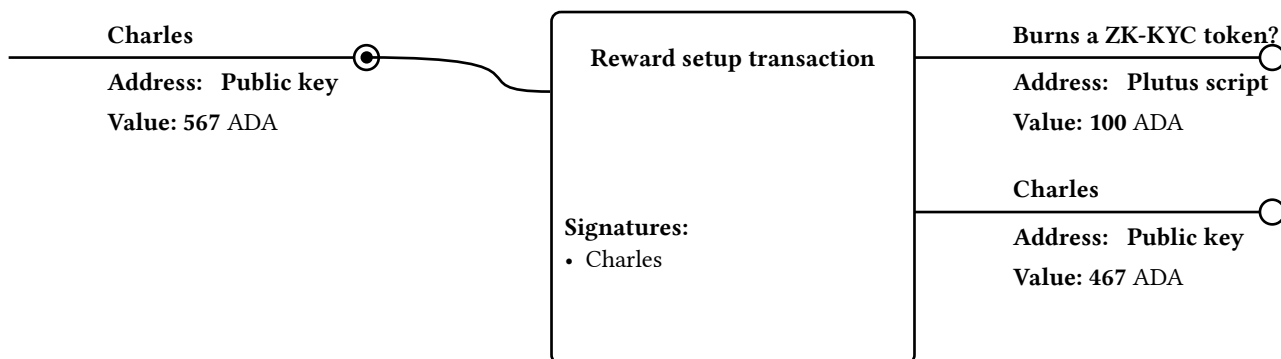 Charles
Address: Public key
Value: 567 ADA
Reward setup transaction
Signatures:
• Charles
Burns a ZK-KYC token?
Address: Plutus script
Value: 100 ADA
Charles
Address: Public key
Value: 467 ADA